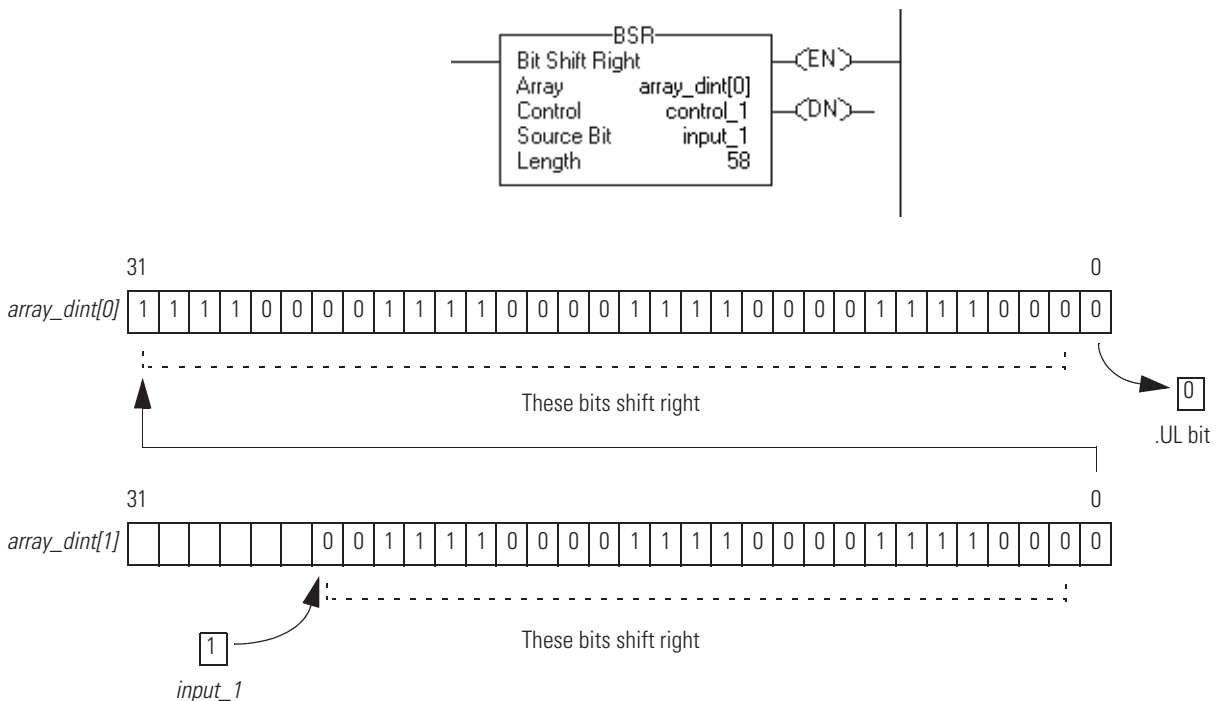 BSR
Bit Shift Right
Array array_dint[0]
Control control_1
Source Bit input_1
Length 58
EN
DN
31 0
array_dint[0] 1 1 1 1 0 0 0 0 1 1 1 1 0 0 0 0 1 1 1 1 0 0 0 0 1 1 1 1 0 0 0 0
These bits shift right
0
.UL bit
31 0
array_dint[1] 0 0 1 1 1 1 0 0 0 0 1 1 1 1 0 0 0 0 1 1 1 1 0 0 0 0
These bits shift right
1
input_1